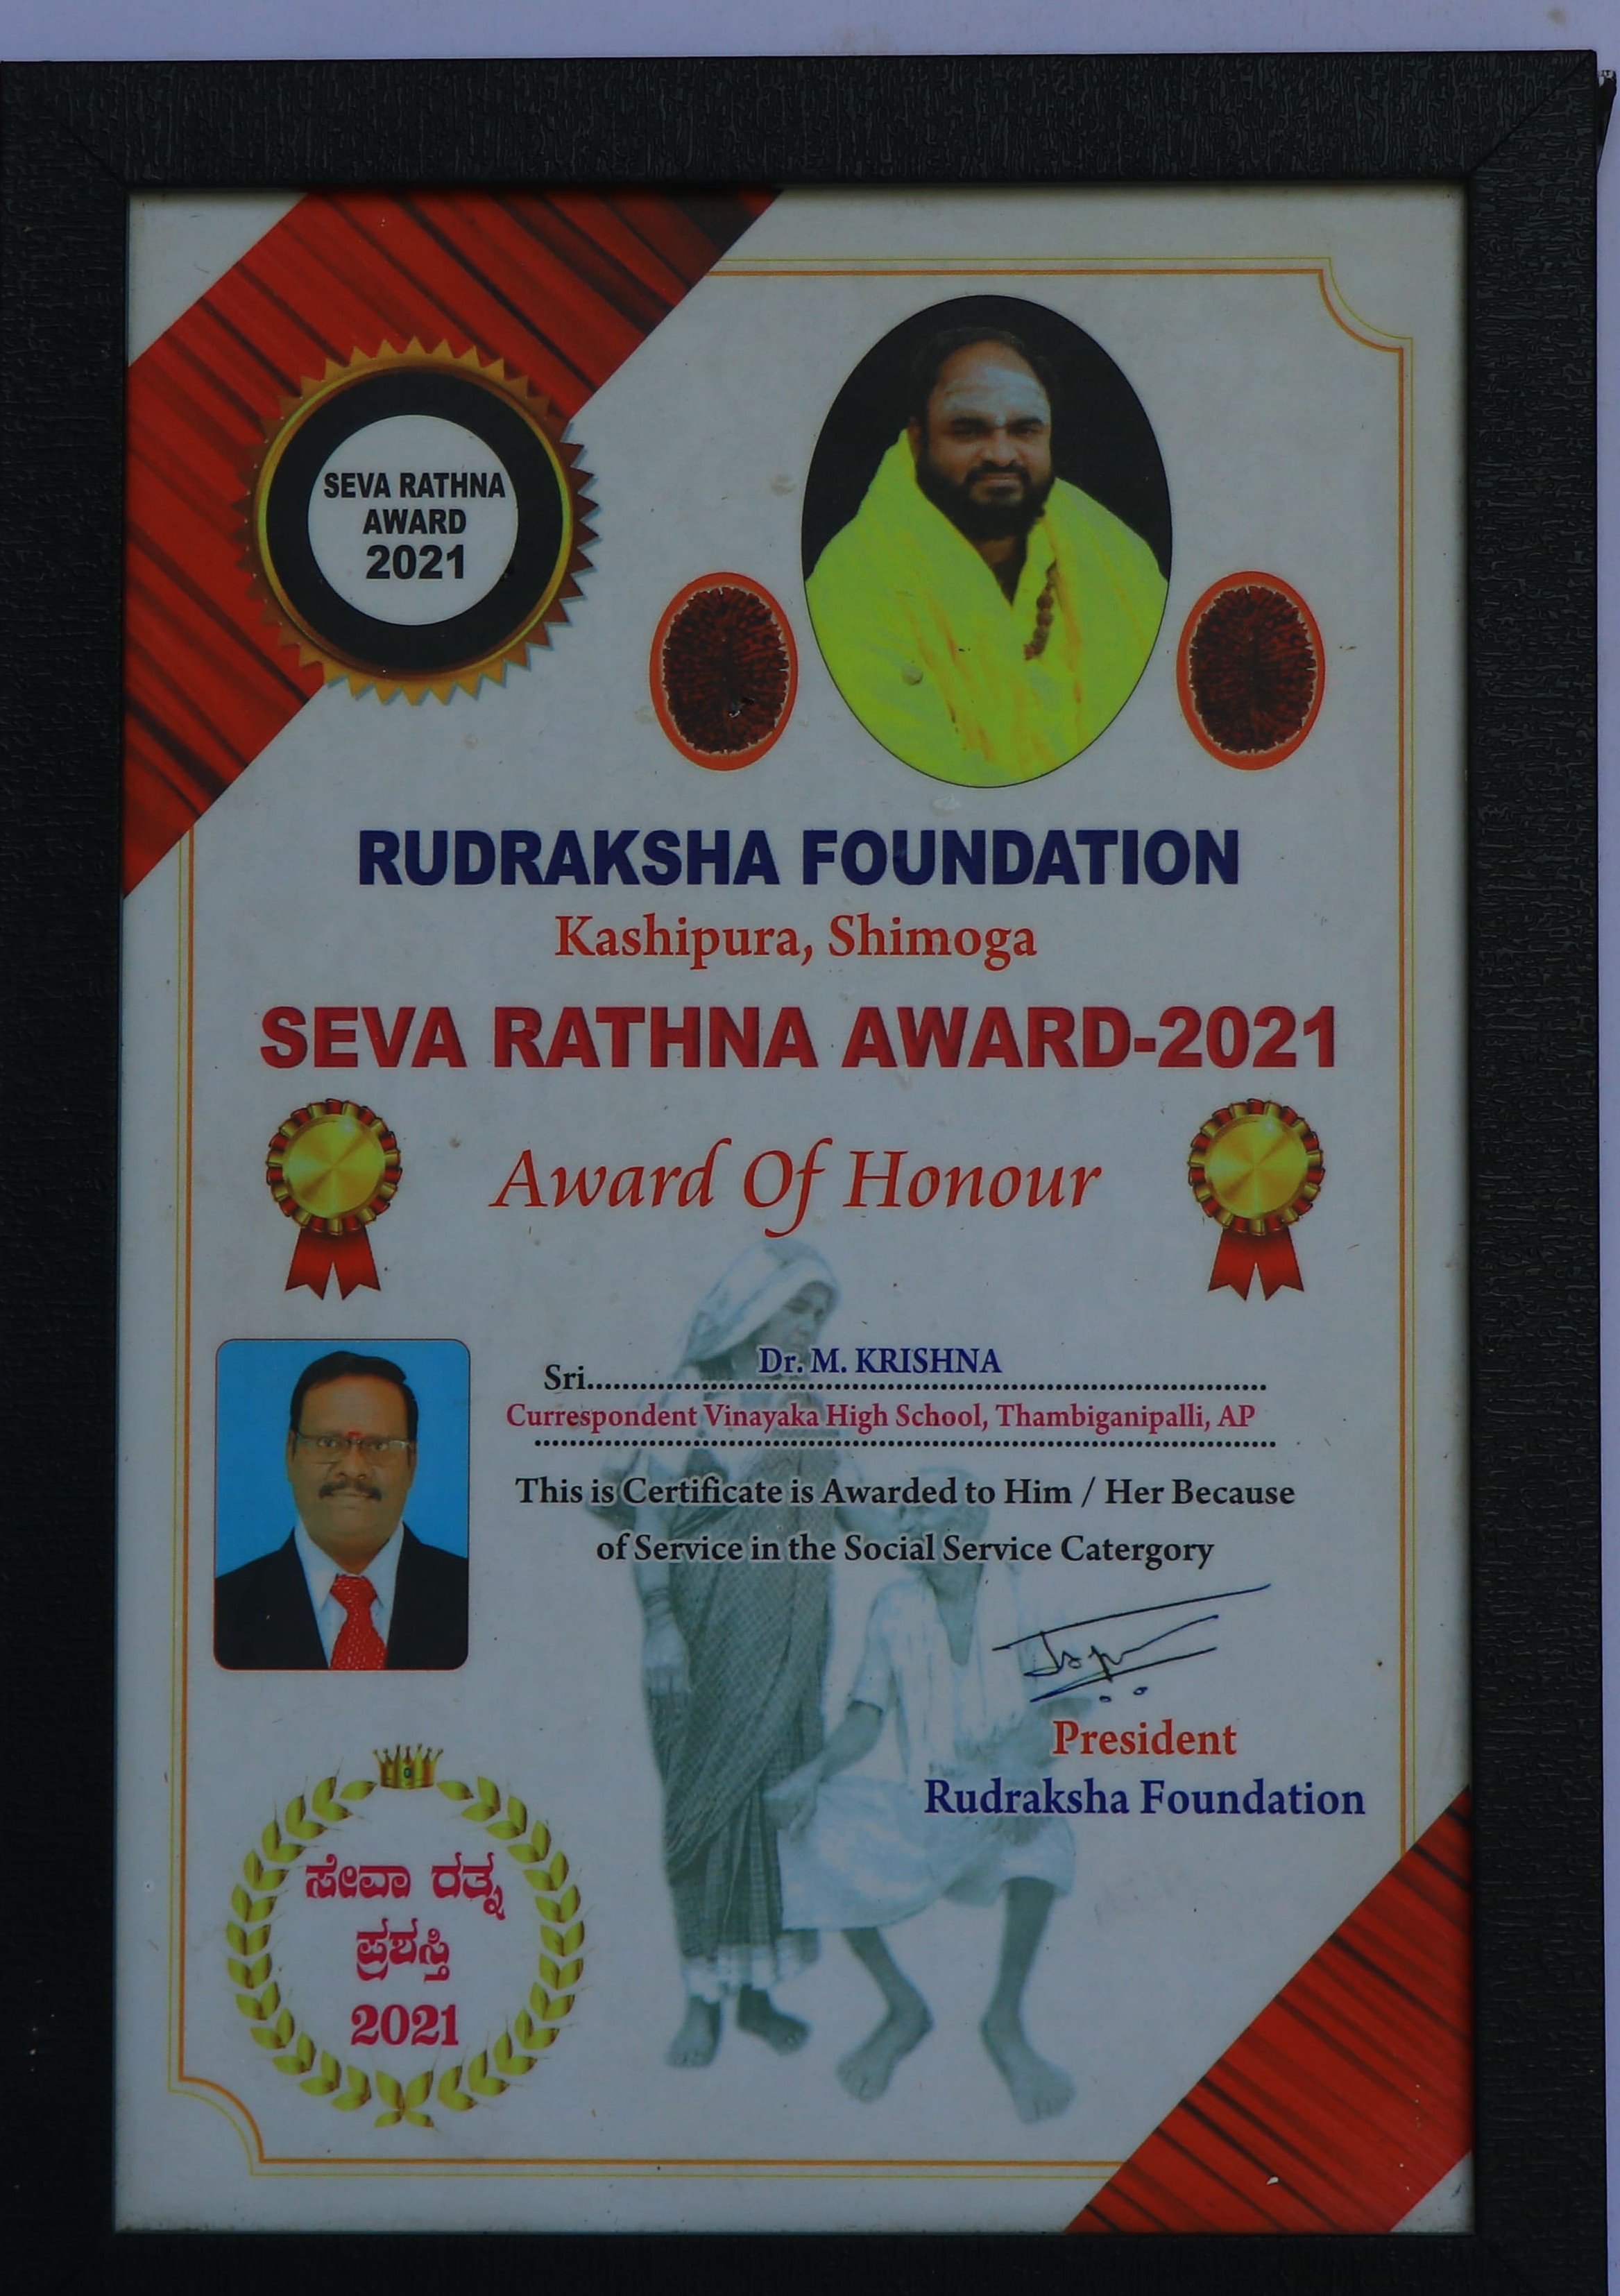 SEVA RATHNA
AWARD
2021
RUDRAKSHA FOUNDATION
Kashipura, Shimoga
SEVA RATHNA AWARD-2021
Award Of Honour
Sri..........Dr. M. KRISHNA..........
Currespondent Vinayaka High School, Thambiganipalli, AP
This is Certificate is Awarded to Him / Her Because
of Service in the Social Service Catergory
President
Rudraksha Foundation
ಸೇವಾ ರತ್ನ
ಪ್ರಶಸ್ತಿ
2021